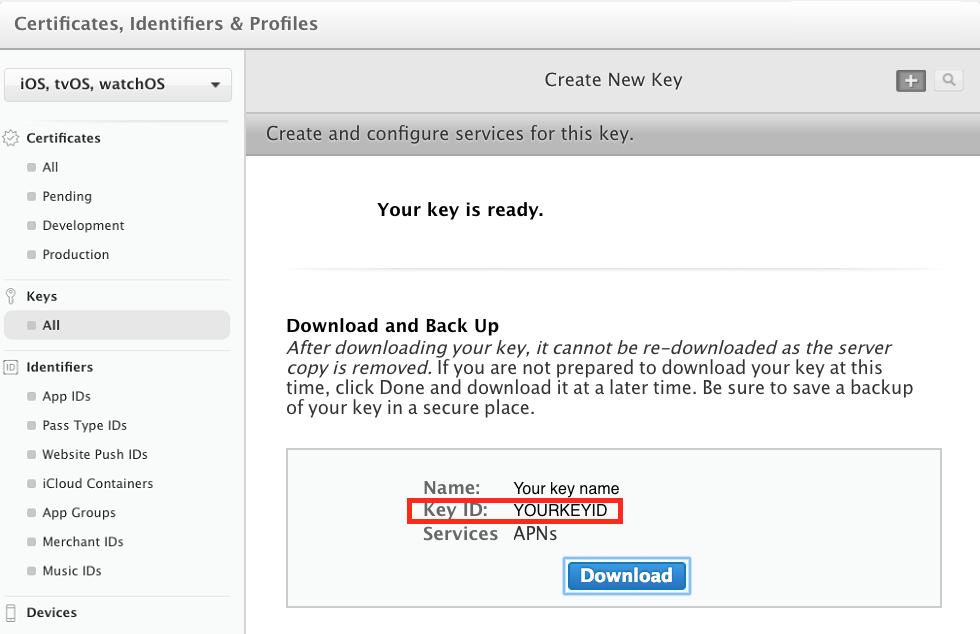 Certificates, Identifiers & Profiles
iOS, tvOS, watchOS
Certificates
All
Pending
Development
Production
Keys
All
ID
Identifiers
App IDs
Pass Type IDs
Website Push IDs
iCloud Containers
App Groups
Merchant IDs
Music IDs
Devices
Create New Key
Create and configure services for this key.
Your key is ready.
Download and Back Up
After downloading your key, it cannot be re-downloaded as the server
copy is removed. If you are not prepared to download your key at this
time, click Done and download it at a later time. Be sure to save a backup
of your key in a secure place.
Name: Your key name
Key ID: YOURKEYID
Services APNs
Download